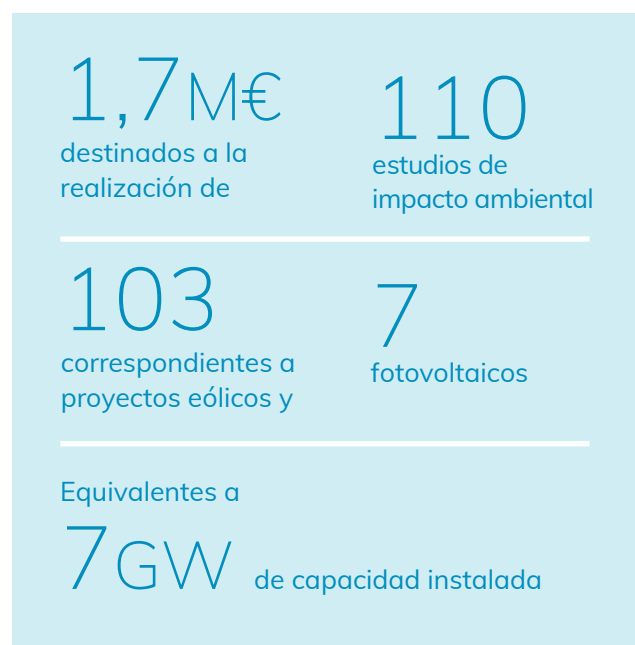 1,7M€
destinados a la
realización de
110
estudios de
impacto ambiental
103
correspondientes a
proyectos eólicos y
7
fotovoltaicos
Equivalentes a
7GW de capacidad instalada